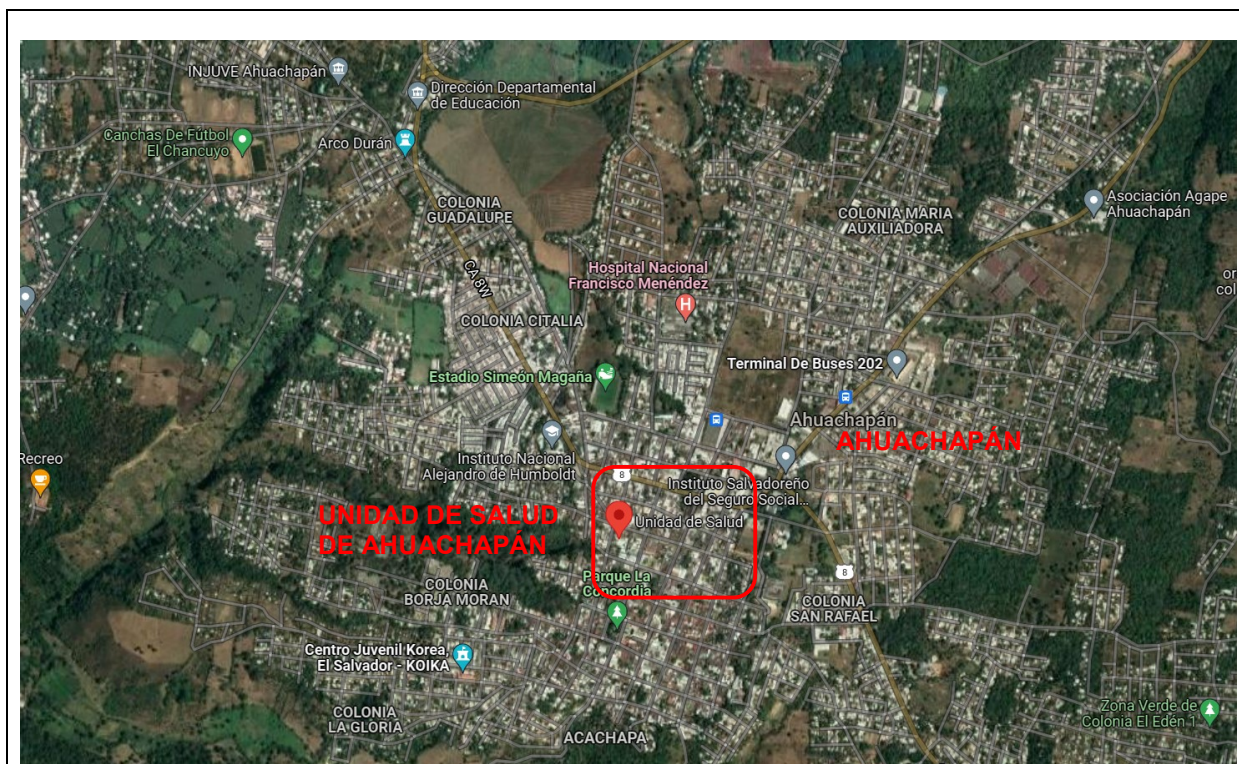 INJUVE Ahuachapán
Dirección Departamental
de Educación
Canchas De Fútbol
El Chancuyo
Arco Durán
COLONIA
GUADALUPE
COLONIA MARIA
AUXILIADORA
Asociación Agape
Ahuachapán
or
col
CA 8W
Hospital Nacional
Francisco Menéndez
COLONIA CITALIA
Terminal De Buses 202
Estadio Simeón Magaña
Ahuachapán
AHUACHAPÁN
Instituto Nacional
Alejandro de Humboldt
Recreo
8
Instituto Salvadoreño
del Seguro Social...
UNIDAD DE SALUD
DE AHUACHAPÁN
Unidad de Salud
8
COLONIA
BORJA MORAN
Parque La
Concordia
COLONIA
SAN RAFAEL
Centro Juvenil Korea,
El Salvador - KOIKA
COLONIA
LA GLORIA
ACACHAPA
Zona Verde de
Colonia El Edén 1